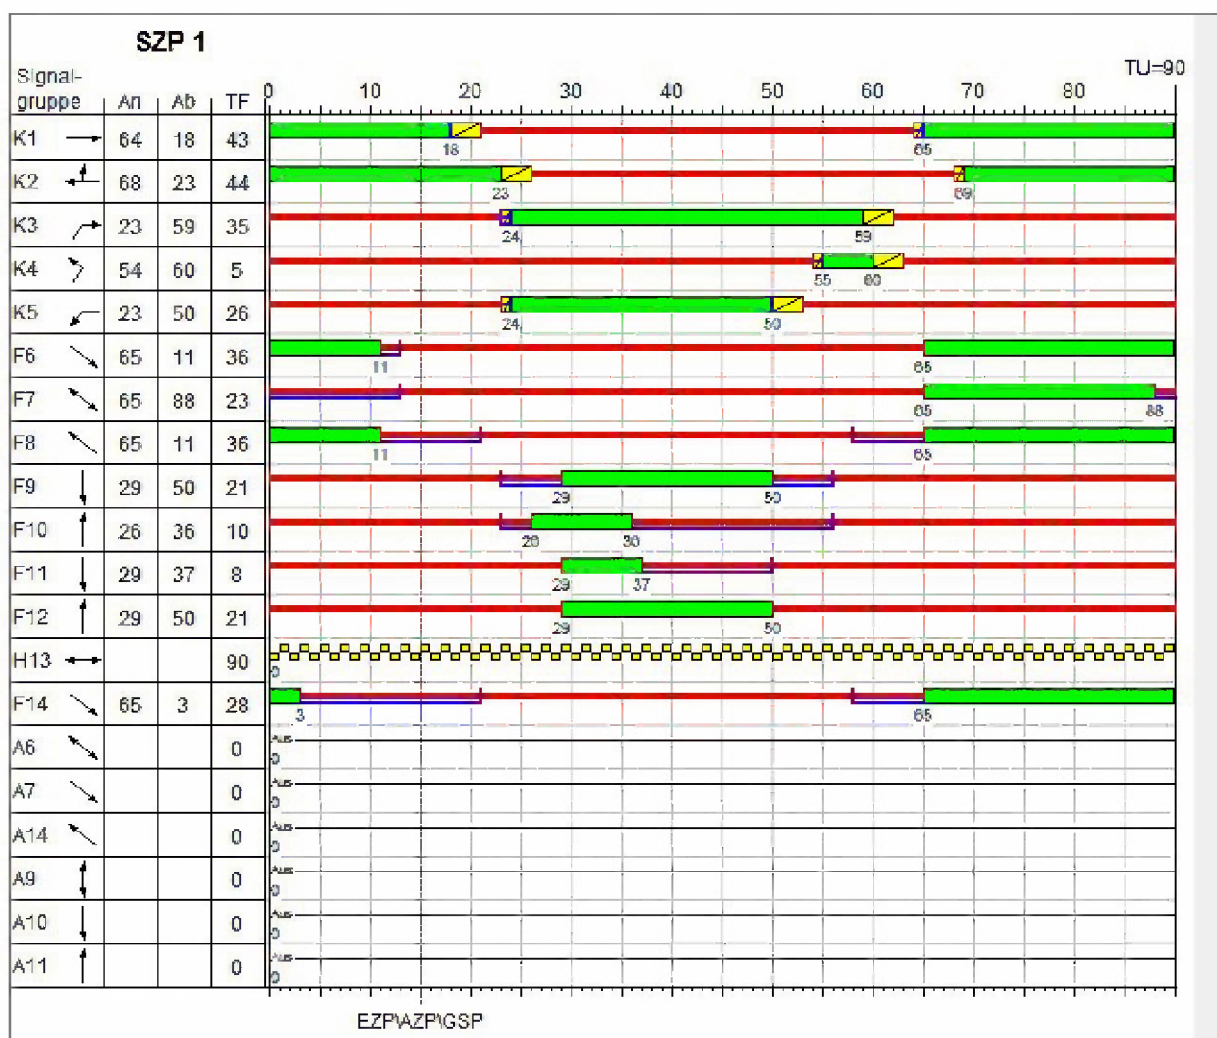 SZP 1
TU=90
Signal-
gruppe An Ab TF 0 10 20 30 40 50 60 70 80
K1 64 18 43
18 65
K2 68 23 44
23 69
K3 23 59 35
24 59
K4 54 60 5
55 60
K5 23 50 26
24 50
F6 65 11 36
11 65
F7 65 88 23
65 88
F8 65 11 36
11 65
F9 29 50 21
29 50
F10 26 36 10
26 36
F11 29 37 8
29 37
F12 29 50 21
29 50
H13 90
0
F14 65 3 28
3 65
Aus
A6 0
0
Aus
A7 0
0
Aus
A14 0
0
Aus
A9 0
0
Aus
A10 0
0
Aus
A11 0
0
EZP\AZP\GSP